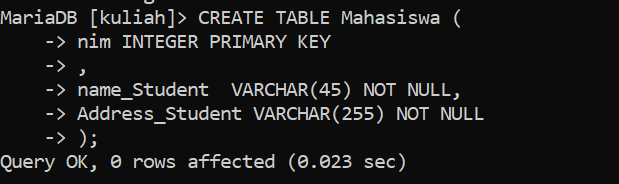 MariaDB [kuliah]> CREATE TABLE Mahasiswa (
    -> nim INTEGER PRIMARY KEY
    -> ,
    -> name_Student  VARCHAR(45) NOT NULL,
    -> Address_Student VARCHAR(255) NOT NULL
    -> );
Query OK, 0 rows affected (0.023 sec)